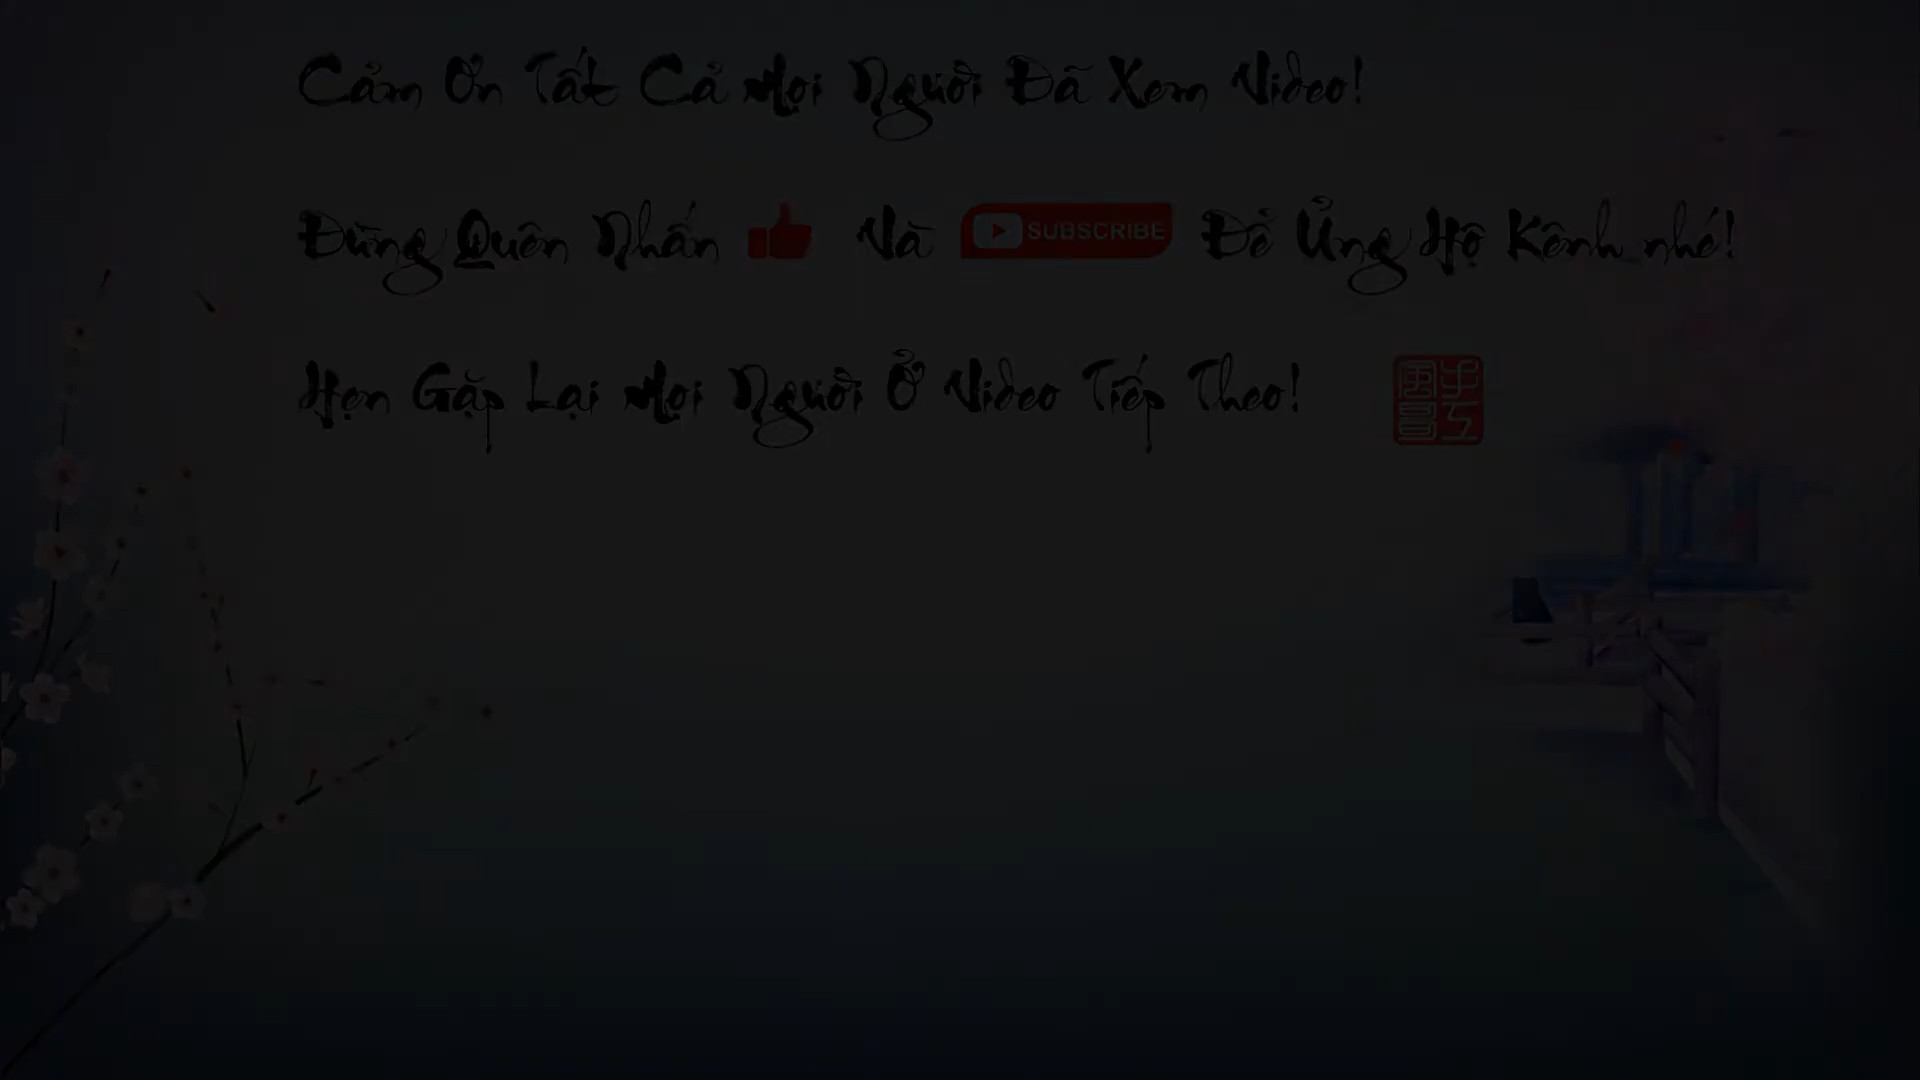 Cảm Ơn Tất Cả Mọi Người Đã Xem Video!
Đừng Quên Nhấn Và SUBSCRIBE Để Ủng Hộ Kênh nhé!
Hẹn Gặp Lại Mọi Người Ở Video Tiếp Theo!